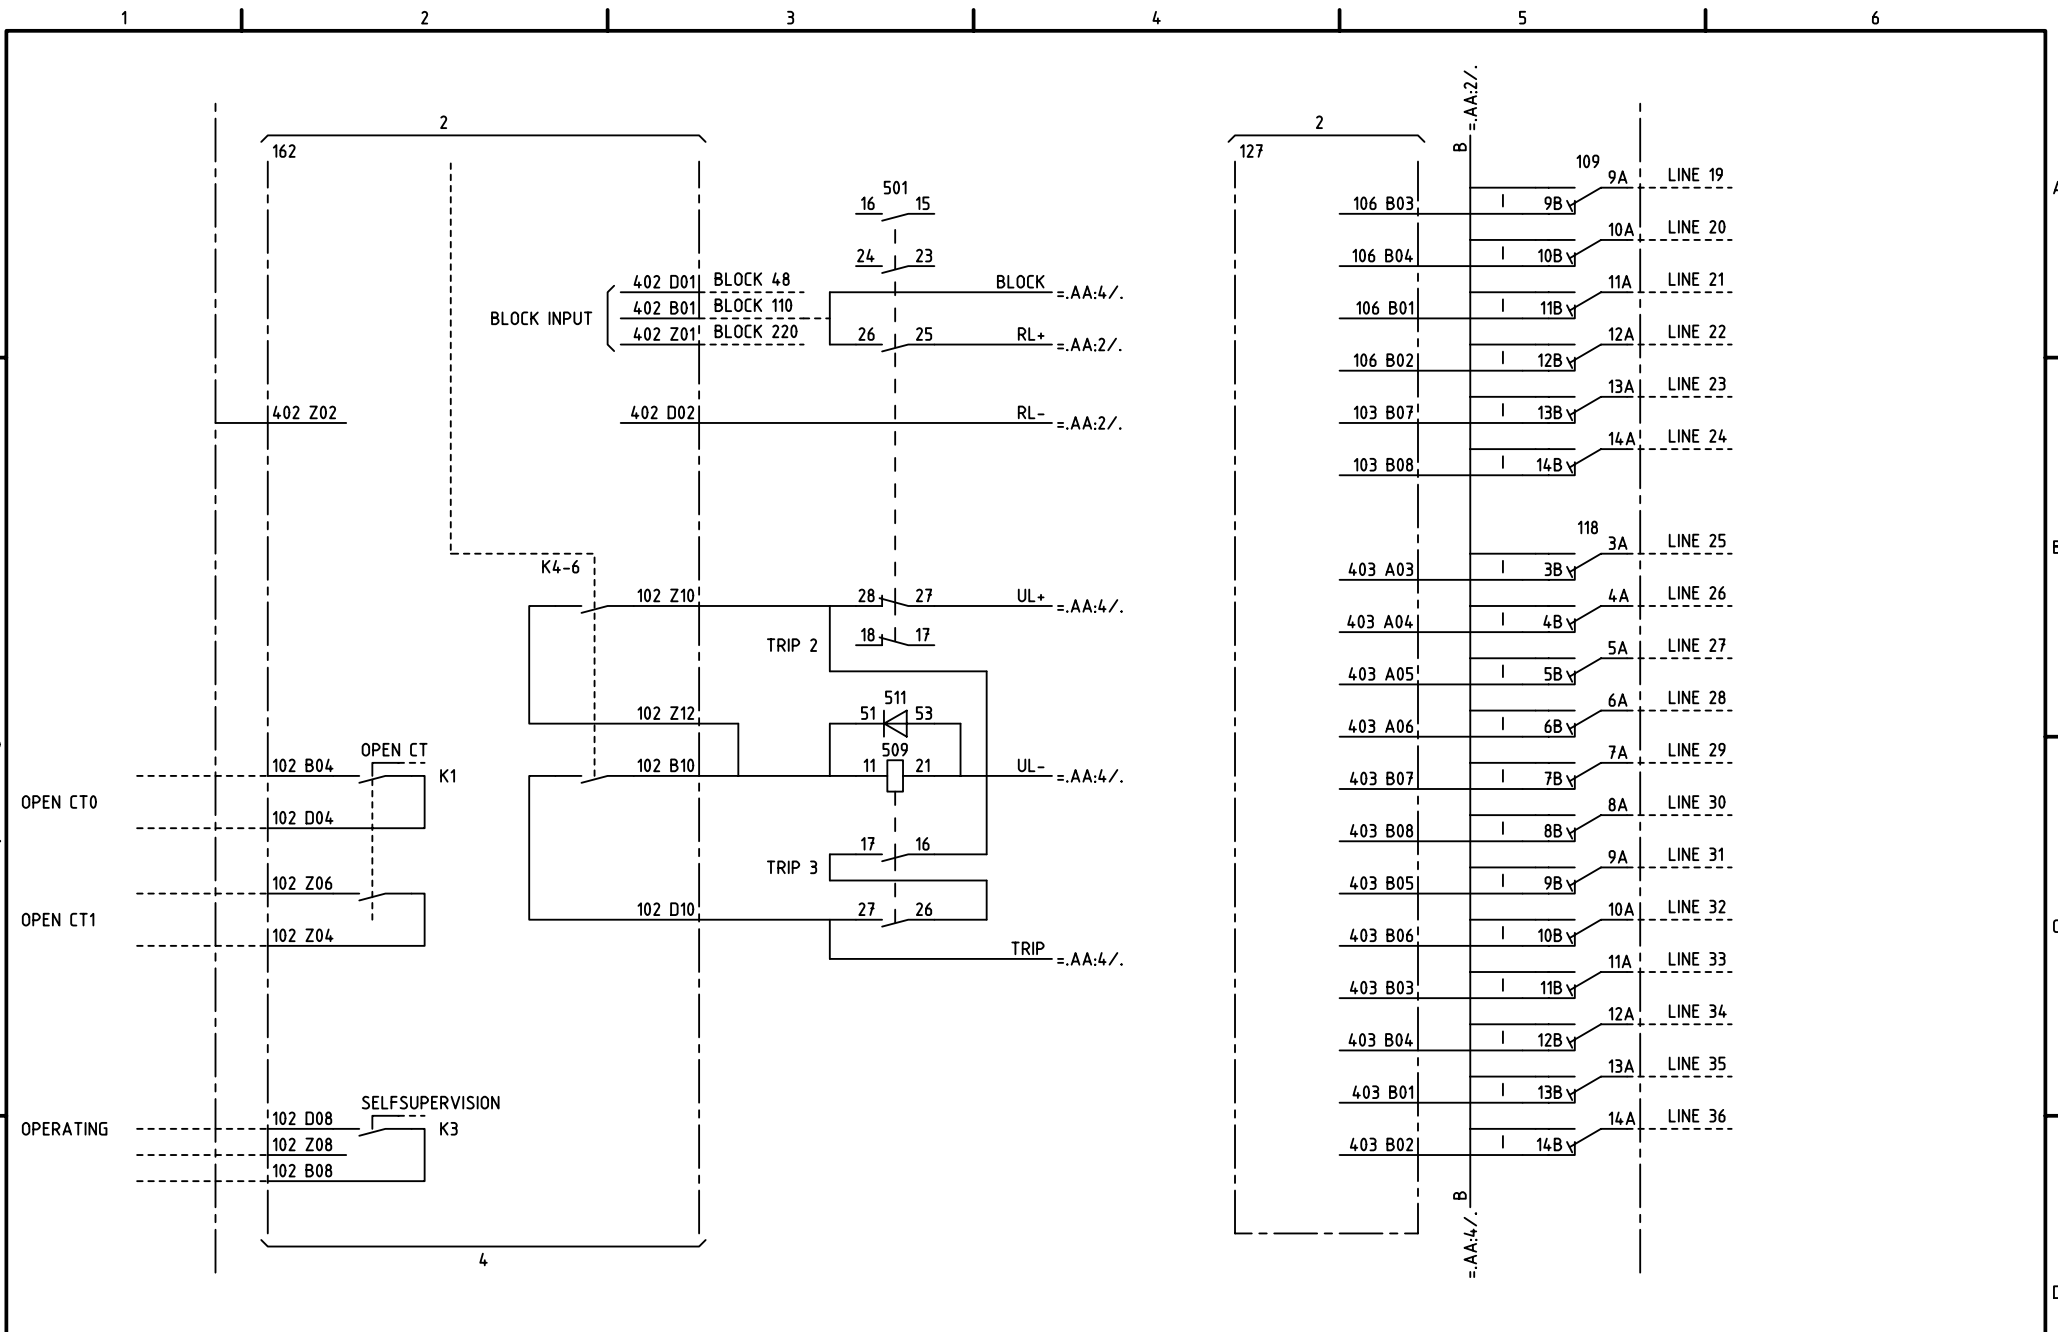 1 2 3 4 5 6
=.AA:2/.
B
2
162
501
16 15
24 23
402 D01 BLOCK 48
BLOCK =.AA:4/.
BLOCK INPUT
402 B01 BLOCK 110
402 Z01 BLOCK 220
26 25
RL+ =.AA:2/.
402 Z02
402 D02
RL- =.AA:2/.
K4-6
102 Z10
28 27
UL+ =.AA:4/.
TRIP 2
18 17
511
102 Z12
51 53
OPEN CT
509
102 B04
K1
102 B10
11 21
UL- =.AA:4/.
OPEN CT0
102 D04
17 16
TRIP 3
102 Z06
OPEN CT1
102 D10
27 26
102 Z04
TRIP =.AA:4/.
SELFSUPERVISION
OPERATING
102 D08
K3
102 Z08
102 B08
4
2
127
109
9A LINE 19
106 B03 9B
10A LINE 20
106 B04 10B
11A LINE 21
106 B01 11B
12A LINE 22
106 B02 12B
13A LINE 23
103 B07 13B
14A LINE 24
103 B08 14B
118
3A LINE 25
403 A03 3B
4A LINE 26
403 A04 4B
5A LINE 27
403 A05 5B
6A LINE 28
403 A06 6B
7A LINE 29
403 B07 7B
8A LINE 30
403 B08 8B
9A LINE 31
403 B05 9B
10A LINE 32
403 B06 10B
11A LINE 33
403 B03 11B
12A LINE 34
403 B04 12B
13A LINE 35
403 B01 13B
14A LINE 36
403 B02 14B
B
=.AA:4/.